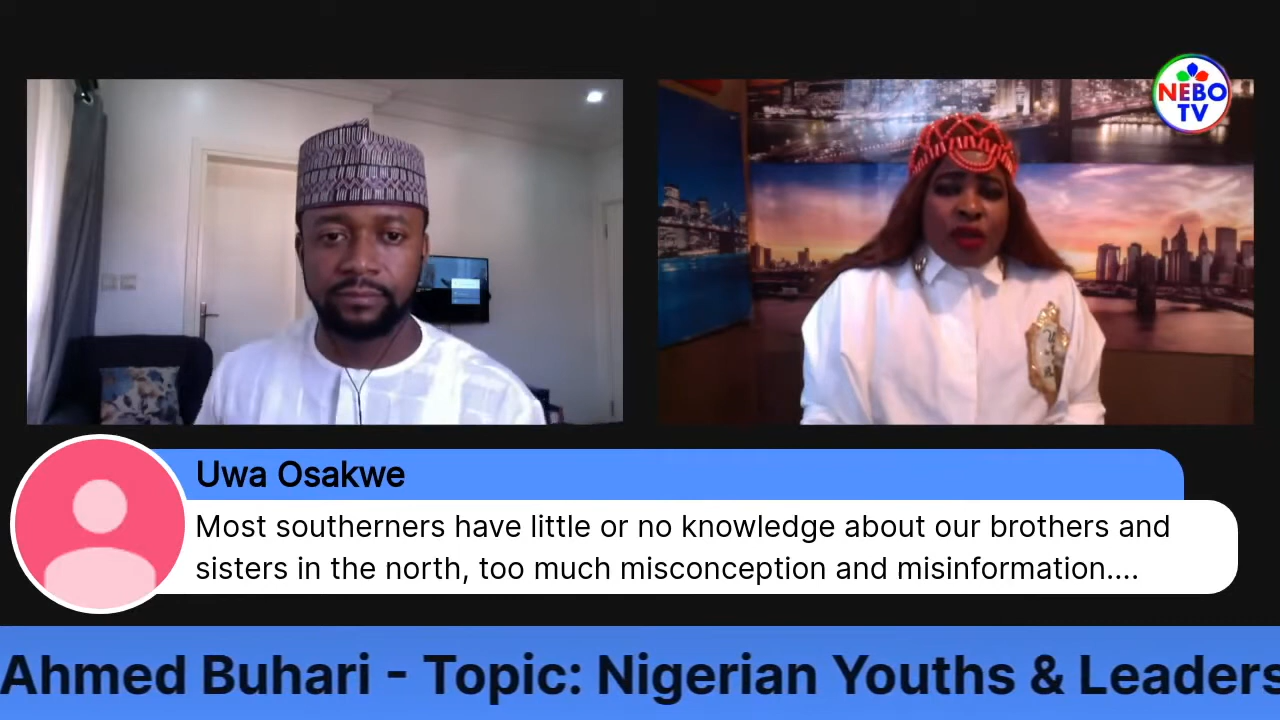 NEBO
TV
Uwa Osakwe
Most southerners have little or no knowledge about our brothers and
sisters in the north, too much misconception and misinformation....
Ahmed Buhari - Topic: Nigerian Youths & Leaders